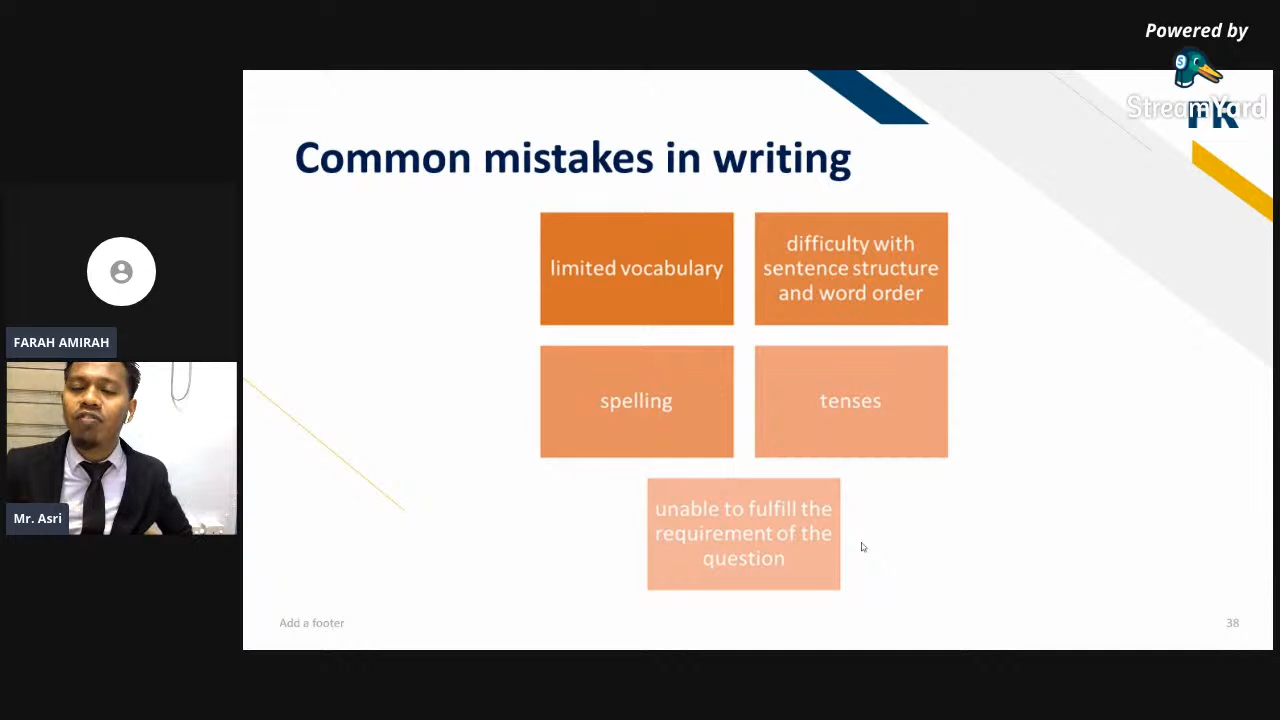 Powered by
StreamYard
Common mistakes in writing
limited vocabulary
difficulty with
sentence structure
and word order
FARAH AMIRAH
spelling
tenses
Mr. Asri
unable to fulfill the
requirement of the
question
Add a footer
38